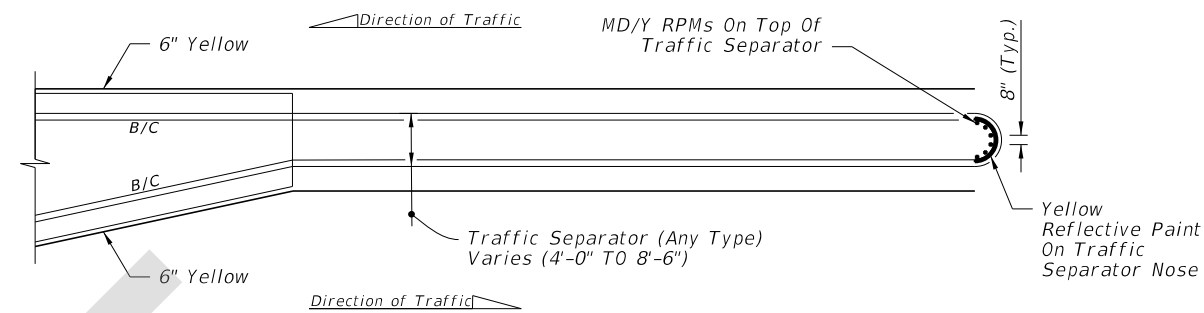 Direction of Traffic
6" Yellow
MD/Y RPMs On Top Of
Traffic Separator
8" (Typ.)
B/C
B/C
Traffic Separator (Any Type)
Varies (4'-0" TO 8'-6")
Yellow
Reflective Paint
On Traffic
Separator Nose
6" Yellow
Direction of Traffic